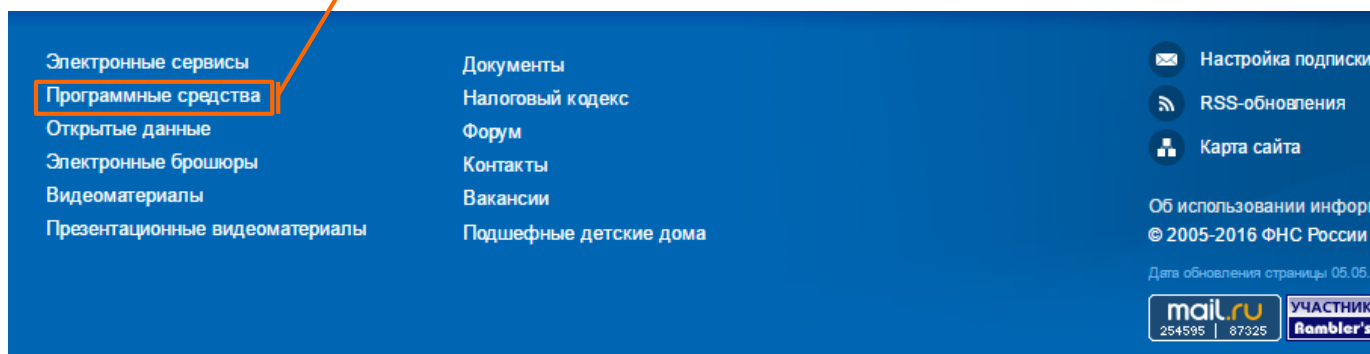 Электронные сервисы
Программные средства
Открытые данные
Электронные брошюры
Видеоматериалы
Презентационные видеоматериалы
Документы
Налоговый кодекс
Форум
Контакты
Вакансии
Подшефные детские дома
Настройка подписки
RSS-обновления
Карта сайта
Об использовании инфор
© 2005-2016 ФНС России
Дата обновления страницы 05.05.
mail.ru
254595 | 87325
УЧАСТНИК
Rambler's